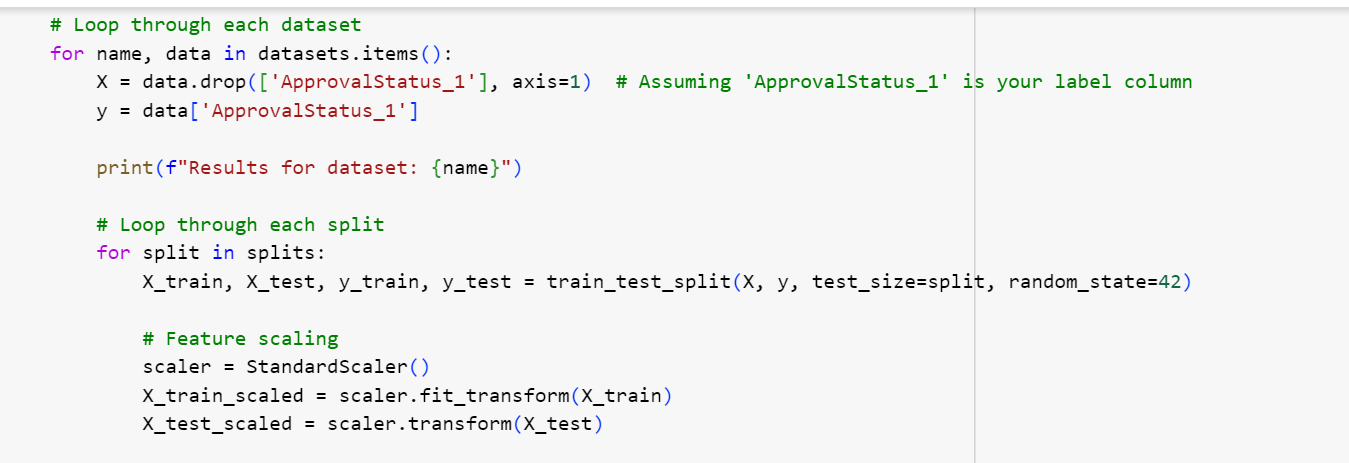 # Loop through each dataset
for name, data in datasets.items():
    X = data.drop(['ApprovalStatus_1'], axis=1)  # Assuming 'ApprovalStatus_1' is your label column
    y = data['ApprovalStatus_1']

    print(f"Results for dataset: {name}")

    # Loop through each split
    for split in splits:
        X_train, X_test, y_train, y_test = train_test_split(X, y, test_size=split, random_state=42)

        # Feature scaling
        scaler = StandardScaler()
        X_train_scaled = scaler.fit_transform(X_train)
        X_test_scaled = scaler.transform(X_test)